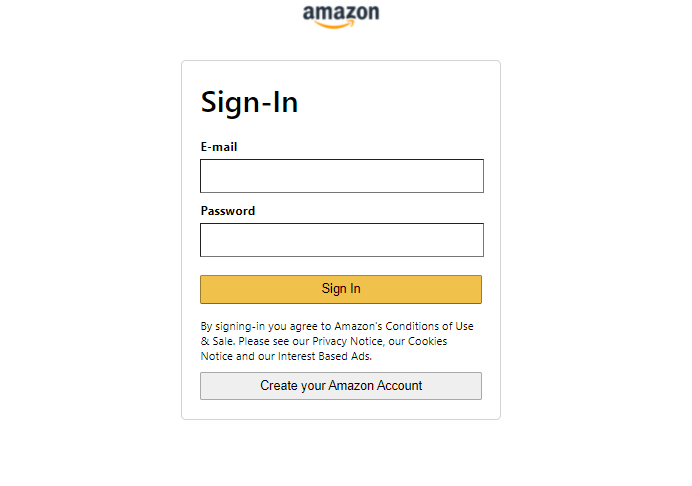 amazon
Sign-In
E-mail
Password
Sign In
By signing-in you agree to Amazon's Conditions of Use
& Sale. Please see our Privacy Notice, our Cookies
Notice and our Interest Based Ads.
Create your Amazon Account